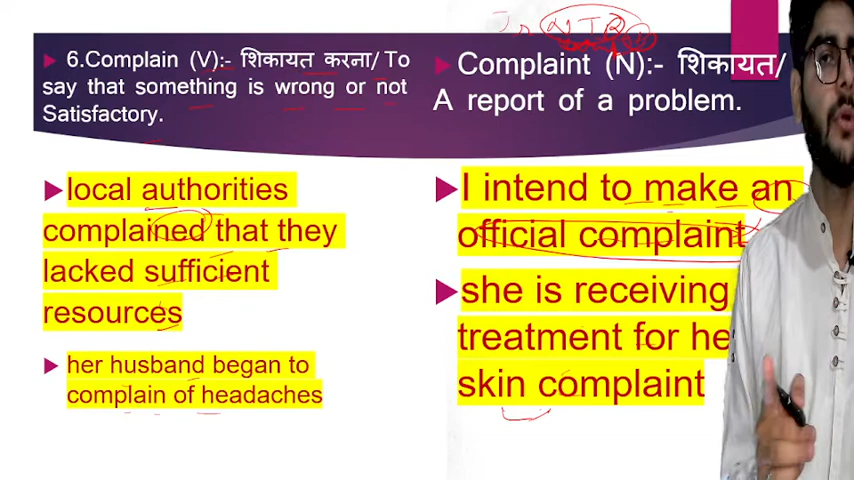 6.Complain (V):- शिकायत करना/ To
say that something is wrong or not
Satisfactory.
Complaint (N):- शिकायत/
A report of a problem.
local authorities
complained that they
lacked sufficient
resources
her husband began to
complain of headaches
I intend to make an
official complaint
she is receiving
treatment for he
skin complaint